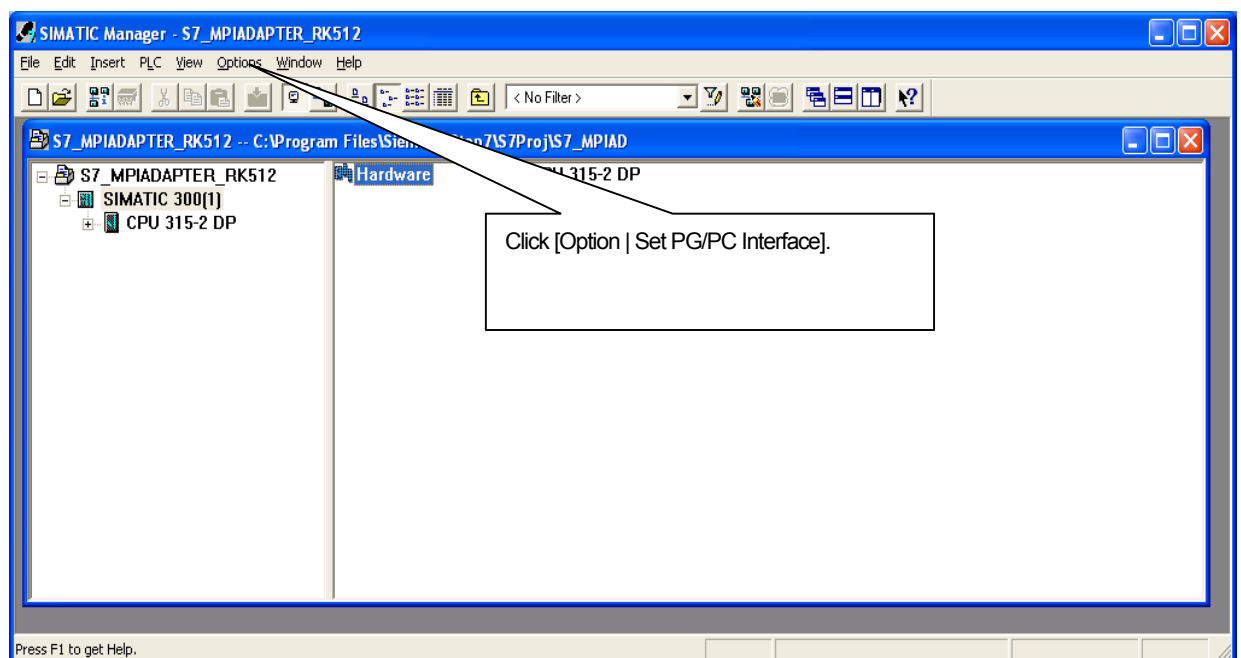 SIMATIC Manager - S7_MPIADAPTER_RK512
File Edit Insert PLC View Options Window Help
< No Filter >
S7_MPIADAPTER_RK512 -- C:\Program Files\ \S7Proj\S7_MPIAD
S7_MPIADAPTER_RK512
SIMATIC 300(1)
CPU 315-2 DP
Hardware
315-2 DP
Click [Option | Set PG/PC Interface].
Press F1 to get Help.